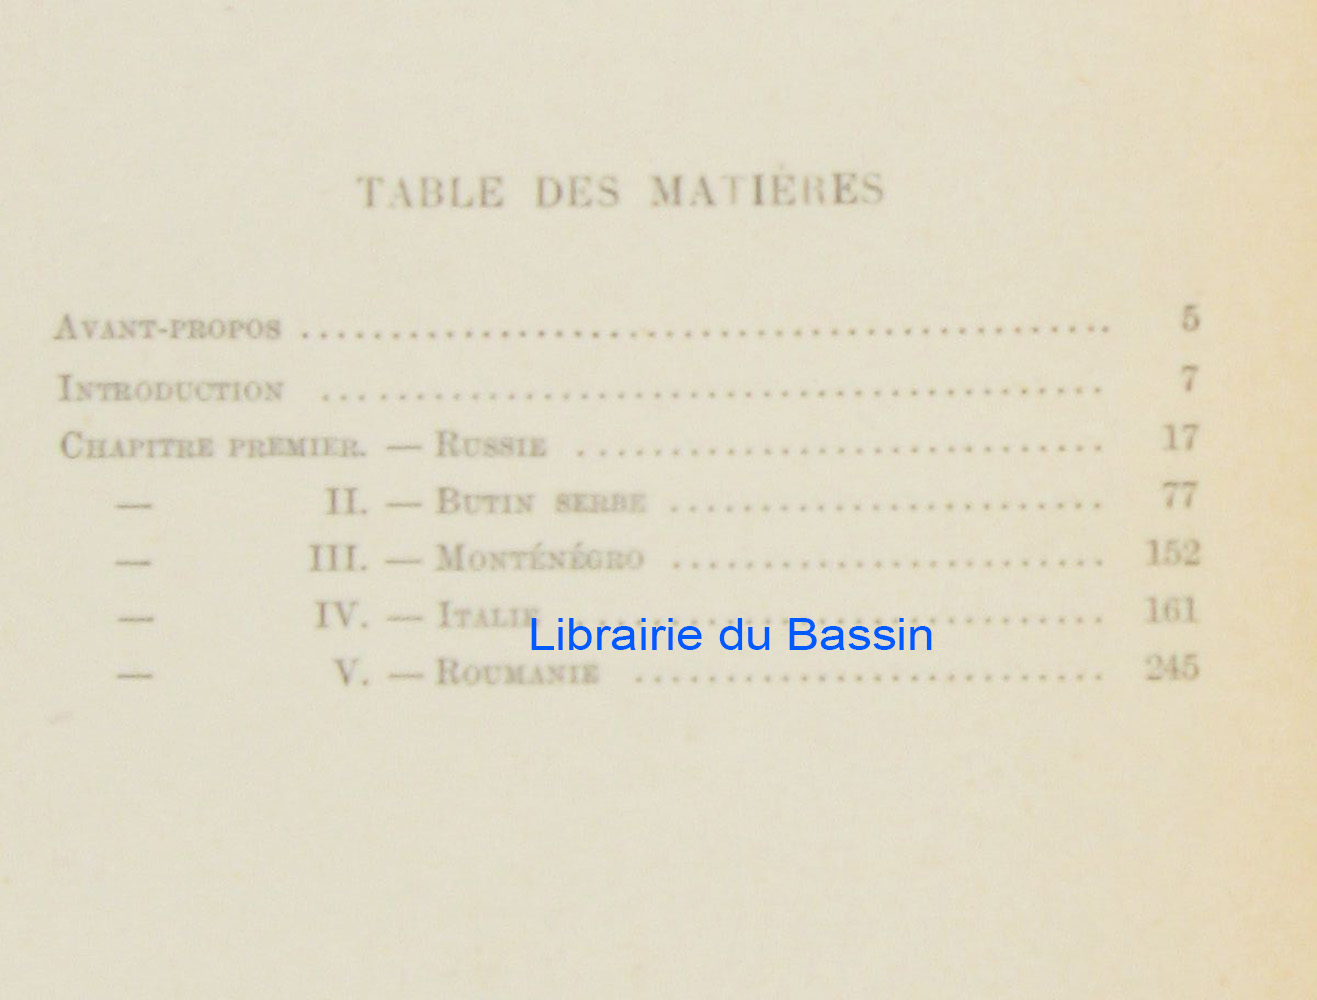 TABLE DES MATIÈRES
AVANT-PROPOS ................................................ 5
INTRODUCTION ................................................ 7
CHAPITRE PREMIER. — RUSSIE .............................. 17
— II. — BUTIN SERBE ........................ 77
— III. — MONTÉNÉGRO ........................ 152
— IV. — ITALIE .............................. 161
Librairie du Bassin
— V. — ROUMANIE .......................... 245